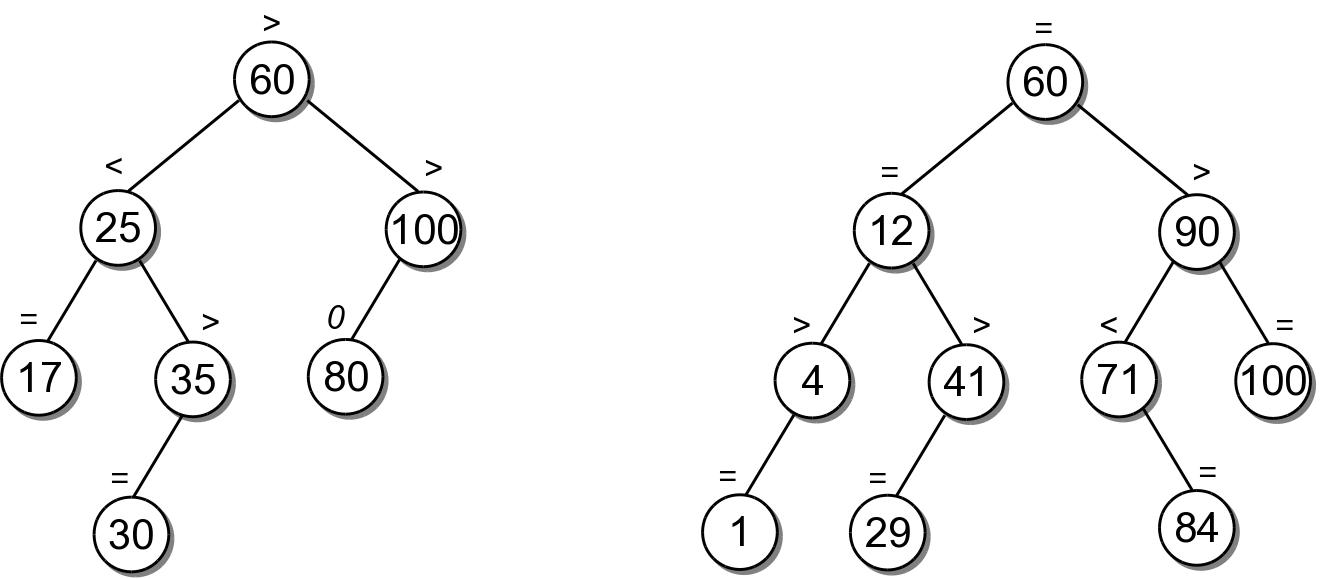 > =
60 60
< > = >
25 100 12 90
= > 0 > > < =
17 35 80 4 41 71 100
= = = =
30 1 29 84